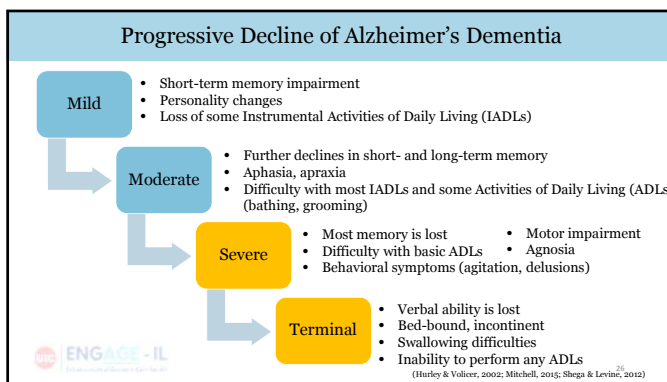 Progressive Decline of Alzheimer's Dementia
Mild
• Short-term memory impairment
• Personality changes
• Loss of some Instrumental Activities of Daily Living (IADLs)
Moderate
• Further declines in short- and long-term memory
• Aphasia, apraxia
• Difficulty with most IADLs and some Activities of Daily Living (ADLs
(bathing, grooming)
Severe
• Most memory is lost
• Difficulty with basic ADLs
• Behavioral symptoms (agitation, delusions)
• Motor impairment
• Agnosia
Terminal
• Verbal ability is lost
• Bed-bound, incontinent
• Swallowing difficulties
• Inability to perform any ADLs
26
(Hurley & Volicer, 2002; Mitchell, 2015; Shega & Levine, 2012)
UIC ENGAGE - IL